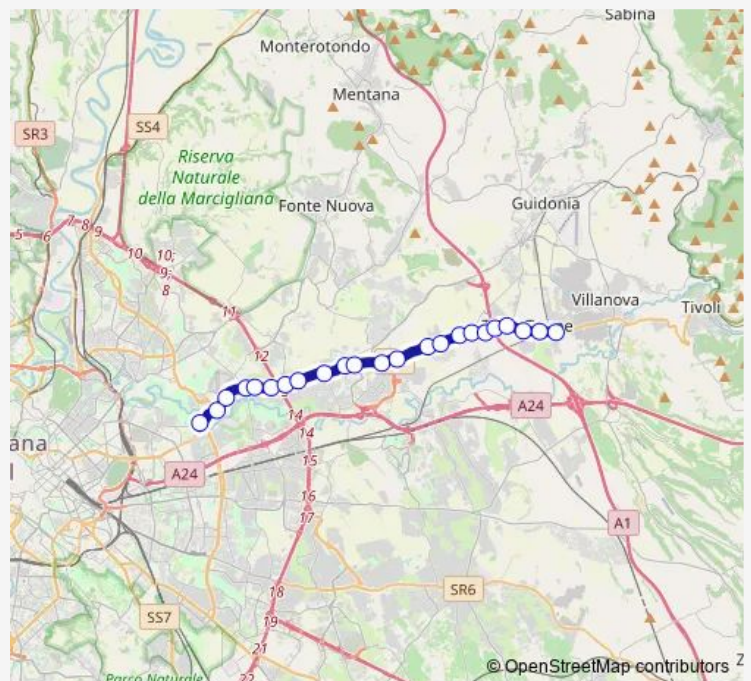 Sabina
Monterotondo
Mentana
SR3
SS4
Riserva
Naturale
della Marcigliana
Fonte Nuova
Guidonia
5
6
7
8
9
10
10;
9;
8
11
12
Villanova
Tivoli
14
14
A24
15
ána
A24
16
17
A1
18
SR6
19
SS7
21
22
Parco Naturale
© OpenStreetMap contributors